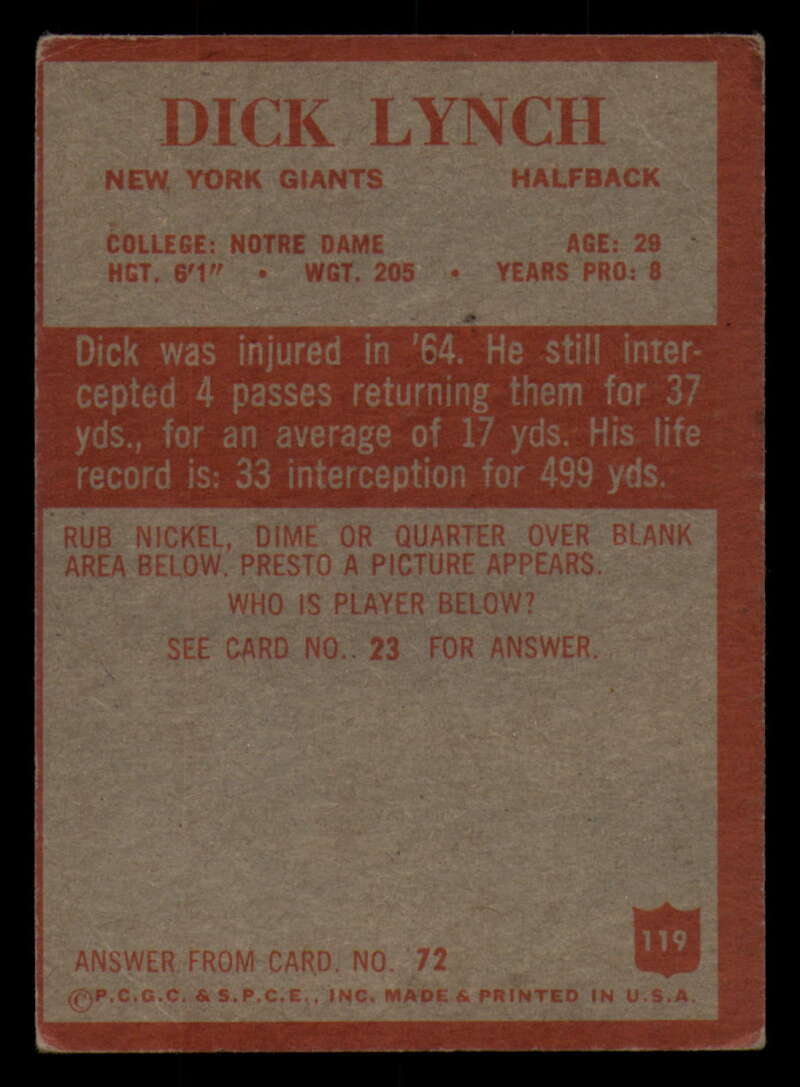 DICK LYNCH
NEW YORK GIANTS HALFBACK
COLLEGE: NOTRE DAME AGE: 29
HGT. 6'1" • WGT. 205 • YEARS PRO: 8
Dick was injured in '64. He still inter-
cepted 4 passes returning them for 37
yds., for an average of 17 yds. His life
record is: 33 interception for 499 yds.
RUB NICKEL, DIME OR QUARTER OVER BLANK
AREA BELOW. PRESTO A PICTURE APPEARS.
WHO IS PLAYER BELOW?
SEE CARD NO.. 23 FOR ANSWER.
119
ANSWER FROM CARD. NO. 72
©P.C.G.C. & S.P.C.E., INC. MADE & PRINTED IN U.S.A.